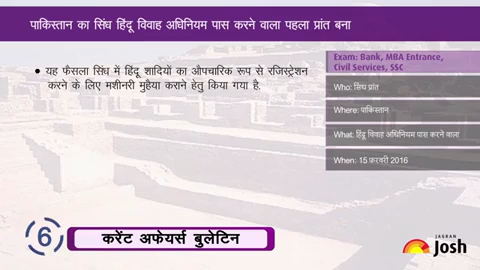 पाकिस्तान का सिंध हिंदू विवाह अधिनियम पास करने वाला पहला प्रांत बना
• यह फैसला सिंध में हिंदू शादियों का औपचारिक रूप से रजिस्ट्रेशन
करने के लिए मशीनरी मुहैया कराने हेतु किया गया है.
Exam: Bank, MBA Entrance,
Civil Services, SSC
Who: सिंध प्रांत
Where: पाकिस्तान
What: हिंदू विवाह अधिनियम पास करने वाला
When: 15 फरवरी 2016
6
करेंट अफेयर्स बुलेटिन
JAGRAN
Josh